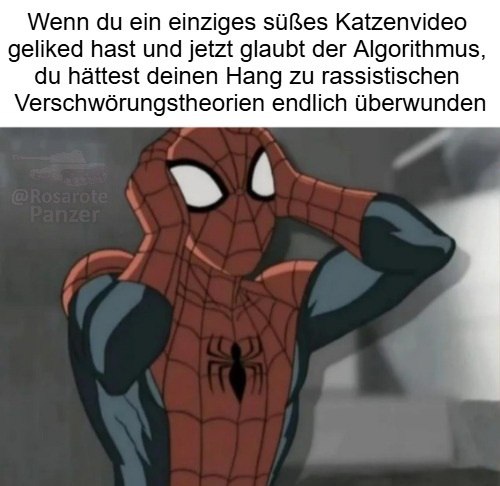 Wenn du ein einziges süßes Katzenvideo
geliked hast und jetzt glaubt der Algorithmus,
du hättest deinen Hang zu rassistischen
Verschwörungstheorien endlich überwunden
@Rosarote
Panzer